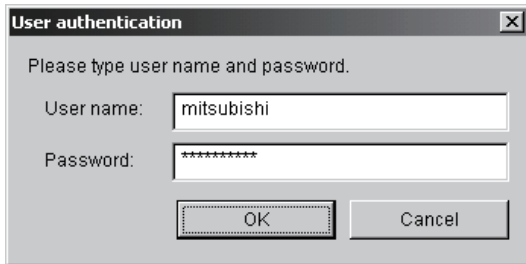 User authentication
Please type user name and password.
User name: mitsubishi
Password: **********
OK Cancel